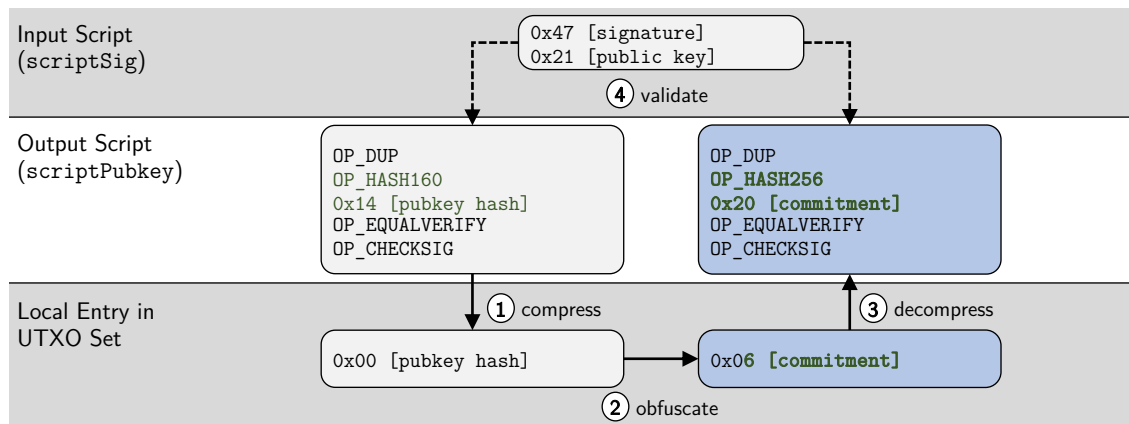 Input Script
(scriptSig)
0x47 [signature]
0x21 [public key]
4 validate
Output Script
(scriptPubkey)
OP_DUP
OP_HASH160
0x14 [pubkey hash]
OP_EQUALVERIFY
OP_CHECKSIG
OP_DUP
OP_HASH256
0x20 [commitment]
OP_EQUALVERIFY
OP_CHECKSIG
Local Entry in
UTXO Set
1 compress
3 decompress
0x00 [pubkey hash]
0x06 [commitment]
2 obfuscate